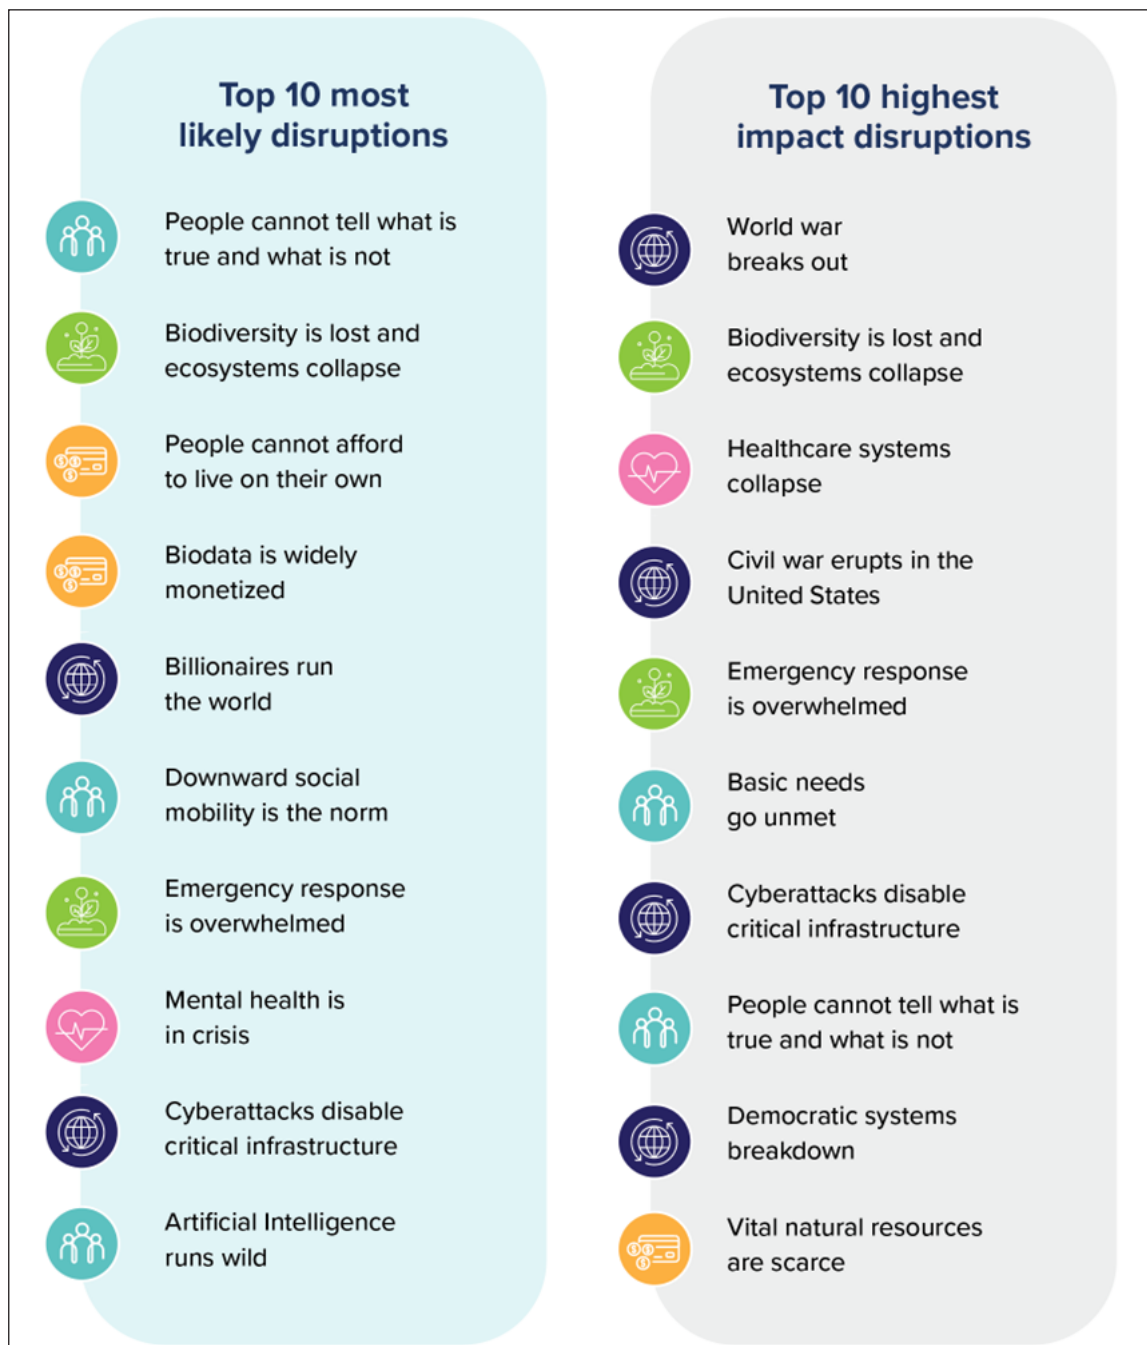 Top 10 most
likely disruptions
People cannot tell what is
true and what is not
Biodiversity is lost and
ecosystems collapse
People cannot afford
to live on their own
Biodata is widely
monetized
Billionaires run
the world
Downward social
mobility is the norm
Emergency response
is overwhelmed
Mental health is
in crisis
Cyberattacks disable
critical infrastructure
Artificial Intelligence
runs wild
Top 10 highest
impact disruptions
World war
breaks out
Biodiversity is lost and
ecosystems collapse
Healthcare systems
collapse
Civil war erupts in the
United States
Emergency response
is overwhelmed
Basic needs
go unmet
Cyberattacks disable
critical infrastructure
People cannot tell what is
true and what is not
Democratic systems
breakdown
Vital natural resources
are scarce